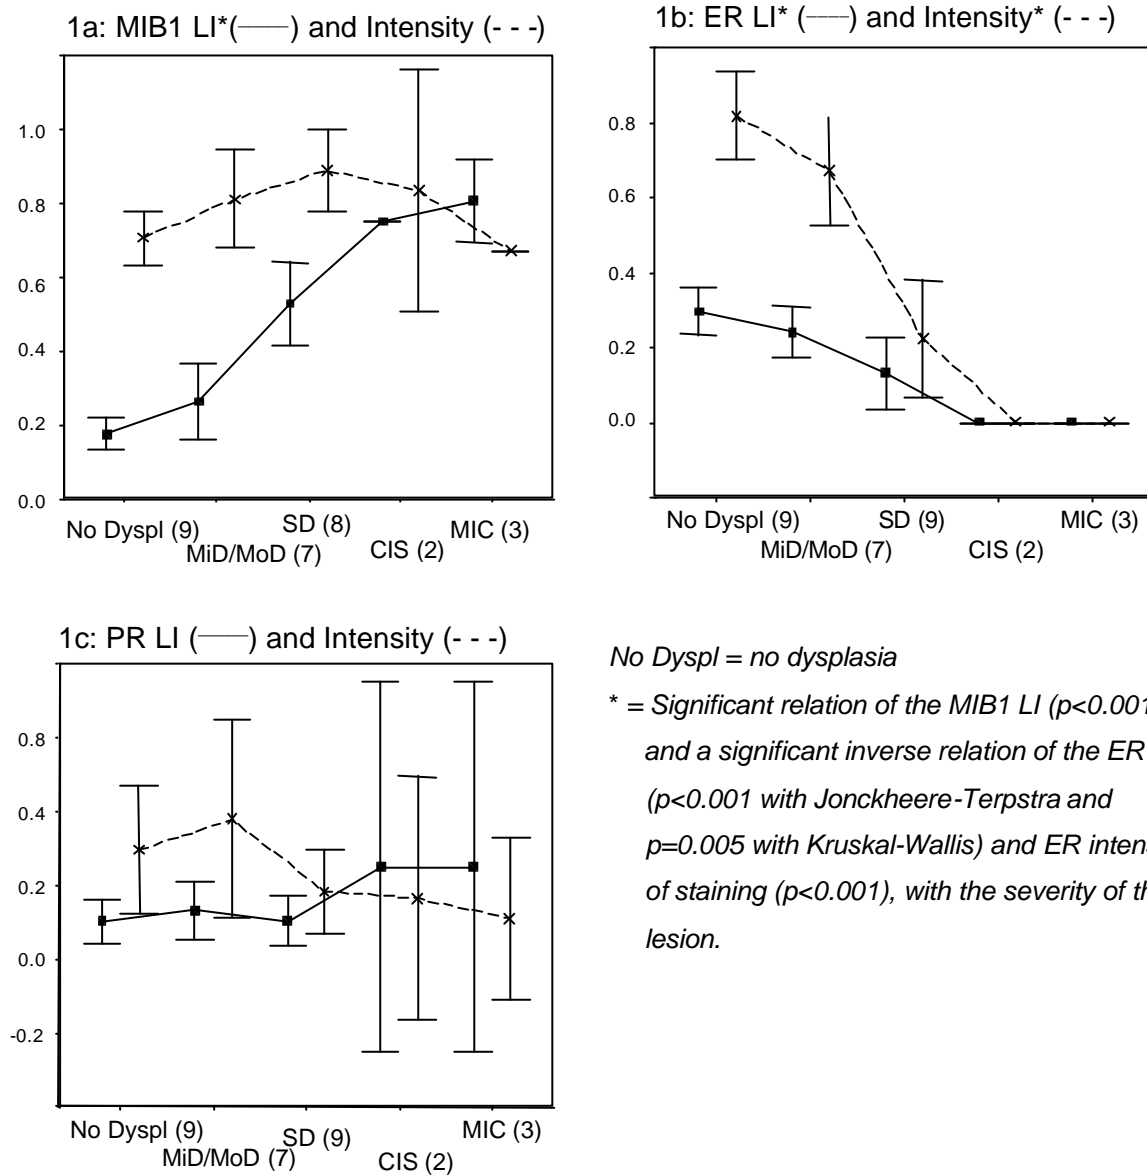 1a: MIB1 LI*(——) and Intensity (- - -)
1.0
0.8
0.6
0.4
0.2
0.0
No Dyspl (9)
MiD/MoD (7)
SD (8)
CIS (2)
MIC (3)
1b: ER LI* (——) and Intensity* (- - -)
0.8
0.6
0.4
0.2
0.0
No Dyspl (9)
MiD/MoD (7)
SD (9)
CIS (2)
MIC (3)
1c: PR LI (——) and Intensity (- - -)
0.8
0.4
0.2
0.0
-0.2
No Dyspl (9)
MiD/MoD (7)
SD (9)
CIS (2)
MIC (3)
No Dyspl = no dysplasia
* = Significant relation of the MIB1 LI (p<0.001
and a significant inverse relation of the ER
(p<0.001 with Jonckheere-Terpstra and
p=0.005 with Kruskal-Wallis) and ER
of staining (p<0.001), with the severity of
lesion.